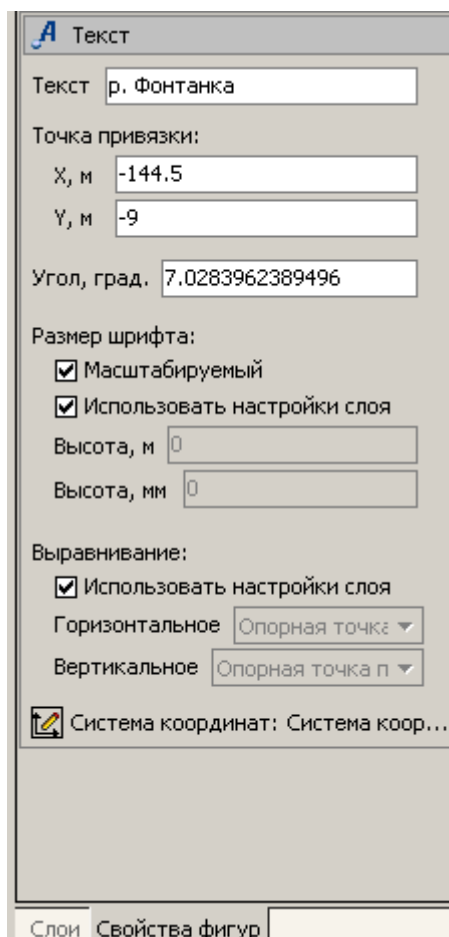 Текст
Текст р. Фонтанка
Точка привязки:
X, м -144.5
Y, м -9
Угол, град. 7.0283962389496
Размер шрифта:
Масштабируемый
Использовать настройки слоя
Высота, м 0
Высота, мм 0
Выравнивание:
Использовать настройки слоя
Горизонтальное Опорная точка
Вертикальное Опорная точка п
Система координат: Система коор...
Слои Свойства фигур